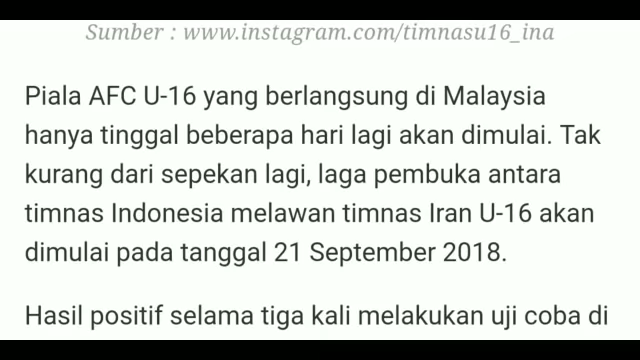 Sumber : www.instagram.com/timnasu16_ina
Piala AFC U-16 yang berlangsung di Malaysia
hanya tinggal beberapa hari lagi akan dimulai. Tak
kurang dari sepekan lagi, laga pembuka antara
timnas Indonesia melawan timnas Iran U-16 akan
dimulai pada tanggal 21 September 2018.
Hasil positif selama tiga kali melakukan uji coba di